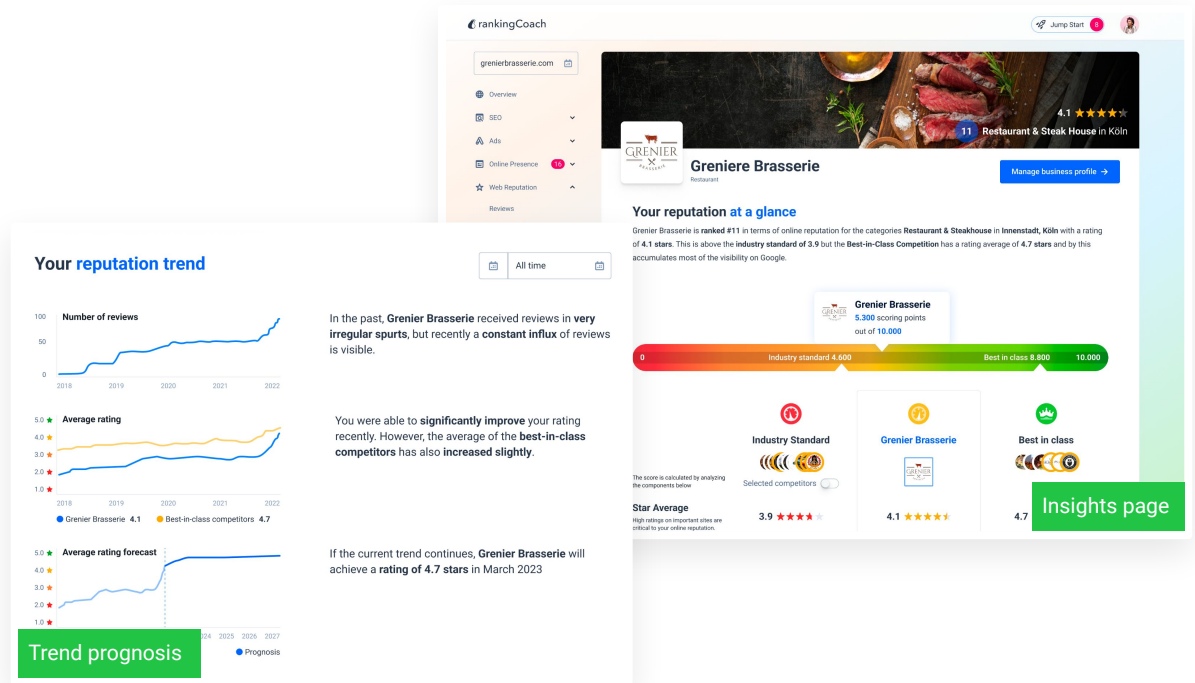 rankingCoach
Jump Start 8
grenierbrasserie.com
Overview
SEO
Ads
Online Presence 16
Web Reputation
Reviews
4.1
11 Restaurant & Steak House in Köln
GRENIER
BRASSERIE
Greniere Brasserie
Restaurant
Manage business profile →
Your reputation at a glance
Grenier Brasserie is ranked #11 in terms of online reputation for the categories Restaurant & Steakhouse in Innenstadt, Köln with a rating
of 4.1 stars. This is above the industry standard of 3.9 but the Best-in-Class Competition has a rating average of 4.7 stars and by this
accumulates most of the visibility on Google.
GRENIER
Grenier Brasserie
5.300 scoring points
out of 10.000
0 Industry standard 4.600 Best in class 8.800 10.000
Industry Standard
Grenier Brasserie
Best in class
GRENIER
The score is calculated by analyzing
the components below
Selected competitors
Star Average
High ratings on important sites are
critical to your online reputation.
3.9
4.1
4.7
Insights page
Your reputation trend
All time
Number of reviews
100
50
0
2018 2019 2020 2021 2022
In the past, Grenier Brasserie received reviews in very
irregular spurts, but recently a constant influx of reviews
is visible.
Average rating
5.0
4.0
3.0
2.0
1.0
2018 2019 2020 2021 2022
Grenier Brasserie 4.1 Best-in-class competitors 4.7
You were able to significantly improve your rating
recently. However, the average of the best-in-class
competitors has also increased slightly.
Average rating forecast
5.0
4.0
3.0
2.0
1.0
2025 2026 2027
Prognosis
If the current trend continues, Grenier Brasserie will
achieve a rating of 4.7 stars in March 2023
Trend prognosis